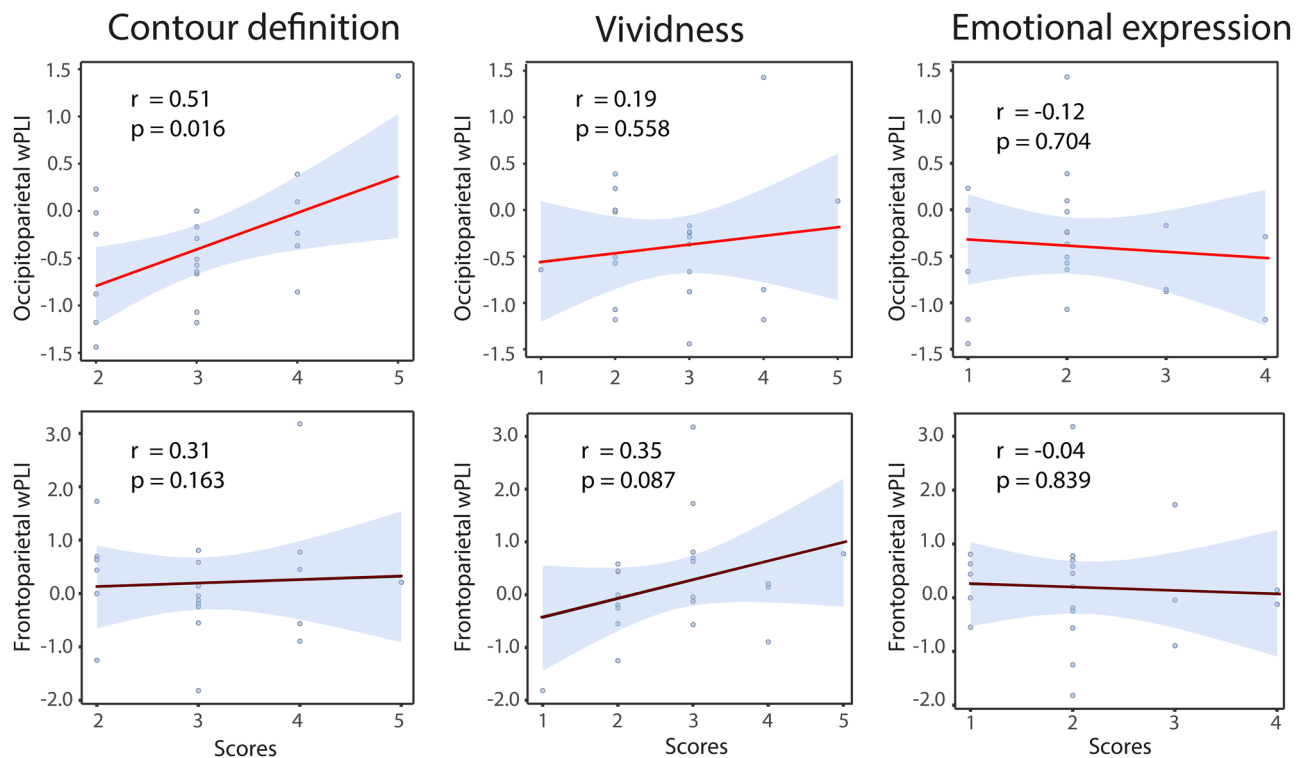 Contour definition
Vividness
Emotional expression
Occipitoparietal wPLI
1.5
1.0
0.5
0.0
-0.5
-1.0
-1.5
r = 0.51
p = 0.016
2 3 4 5
Occipitoparietal wPLI
1.5
1.0
0.5
0.0
-0.5
-1.0
-1.5
r = 0.19
p = 0.558
1 2 3 4 5
Occipitoparietal wPLI
1.5
1.0
0.5
0.0
-0.5
-1.0
-1.5
r = -0.12
p = 0.704
1 2 3 4
Frontoparietal wPLI
3.0
2.0
1.0
0.0
-1.0
-2.0
r = 0.31
p = 0.163
2 3 4 5
Scores
Frontoparietal wPLI
3.0
2.0
1.0
0.0
-1.0
-2.0
r = 0.35
p = 0.087
1 2 3 4 5
Scores
Frontoparietal wPLI
3.0
2.0
1.0
0.0
-1.0
-2.0
r = -0.04
p = 0.839
1 2 3 4
Scores